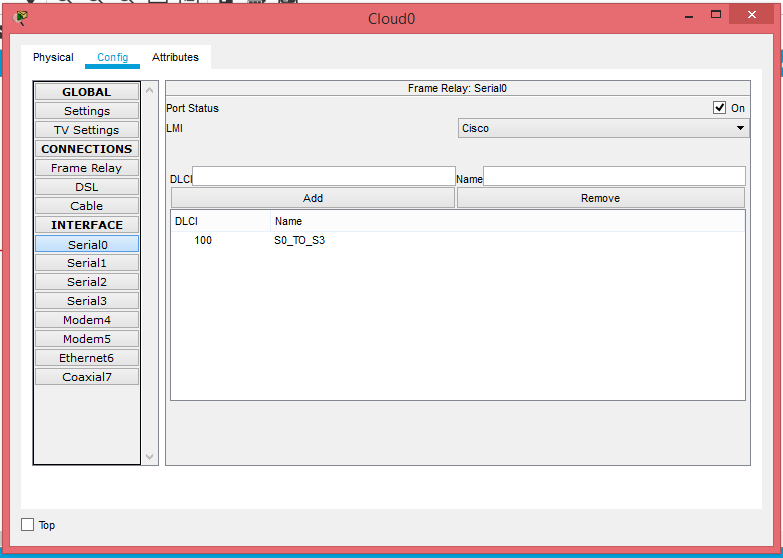 Cloud0
Physical Config Attributes
GLOBAL
Settings
TV Settings
CONNECTIONS
Frame Relay
DSL
Cable
INTERFACE
Serial0
Serial1
Serial2
Serial3
Modem4
Modem5
Ethernet6
Coaxial7
Frame Relay: Serial0
Port Status On
LMI Cisco
DLCI Name
Add Remove
DLCI Name
100 S0_TO_S3
Top